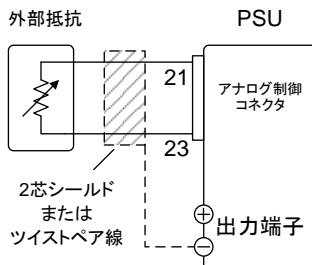 外部抵抗
PSU
21
アナログ制御
コネクタ
23
2芯シールド
または
ツイストペア線
出力端子